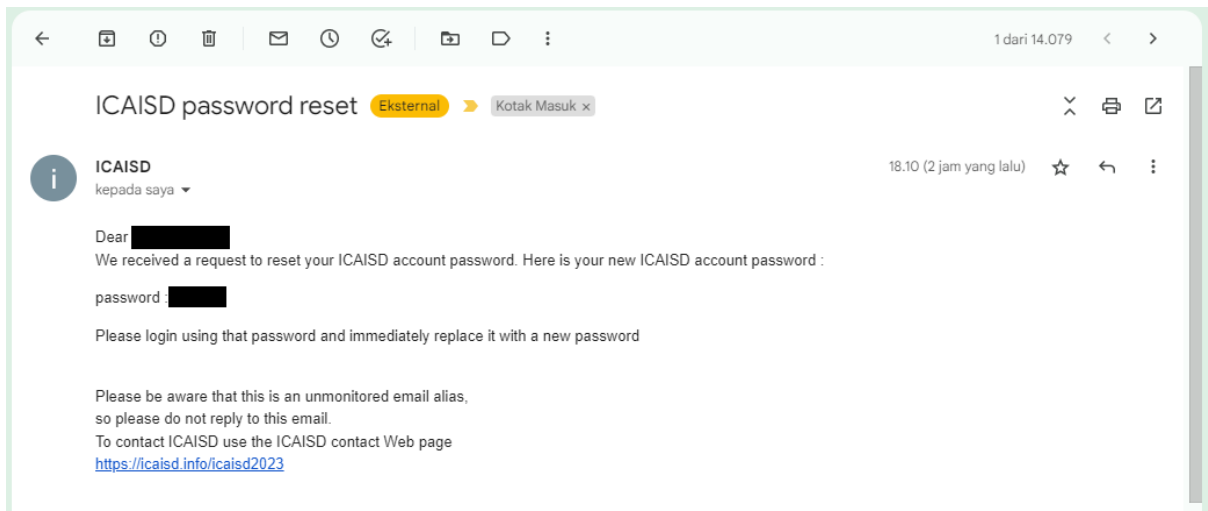 1 dari 14.079
ICAISD password reset Eksternal Kotak Masuk ×
i
ICAISD
18.10 (2 jam yang lalu)
kepada saya
Dear
We received a request to reset your ICAISD account password. Here is your new ICAISD account password :
password :
Please login using that password and immediately replace it with a new password
Please be aware that this is an unmonitored email alias,
so please do not reply to this email.
To contact ICAISD use the ICAISD contact Web page
https://icaisd.info/icaisd2023